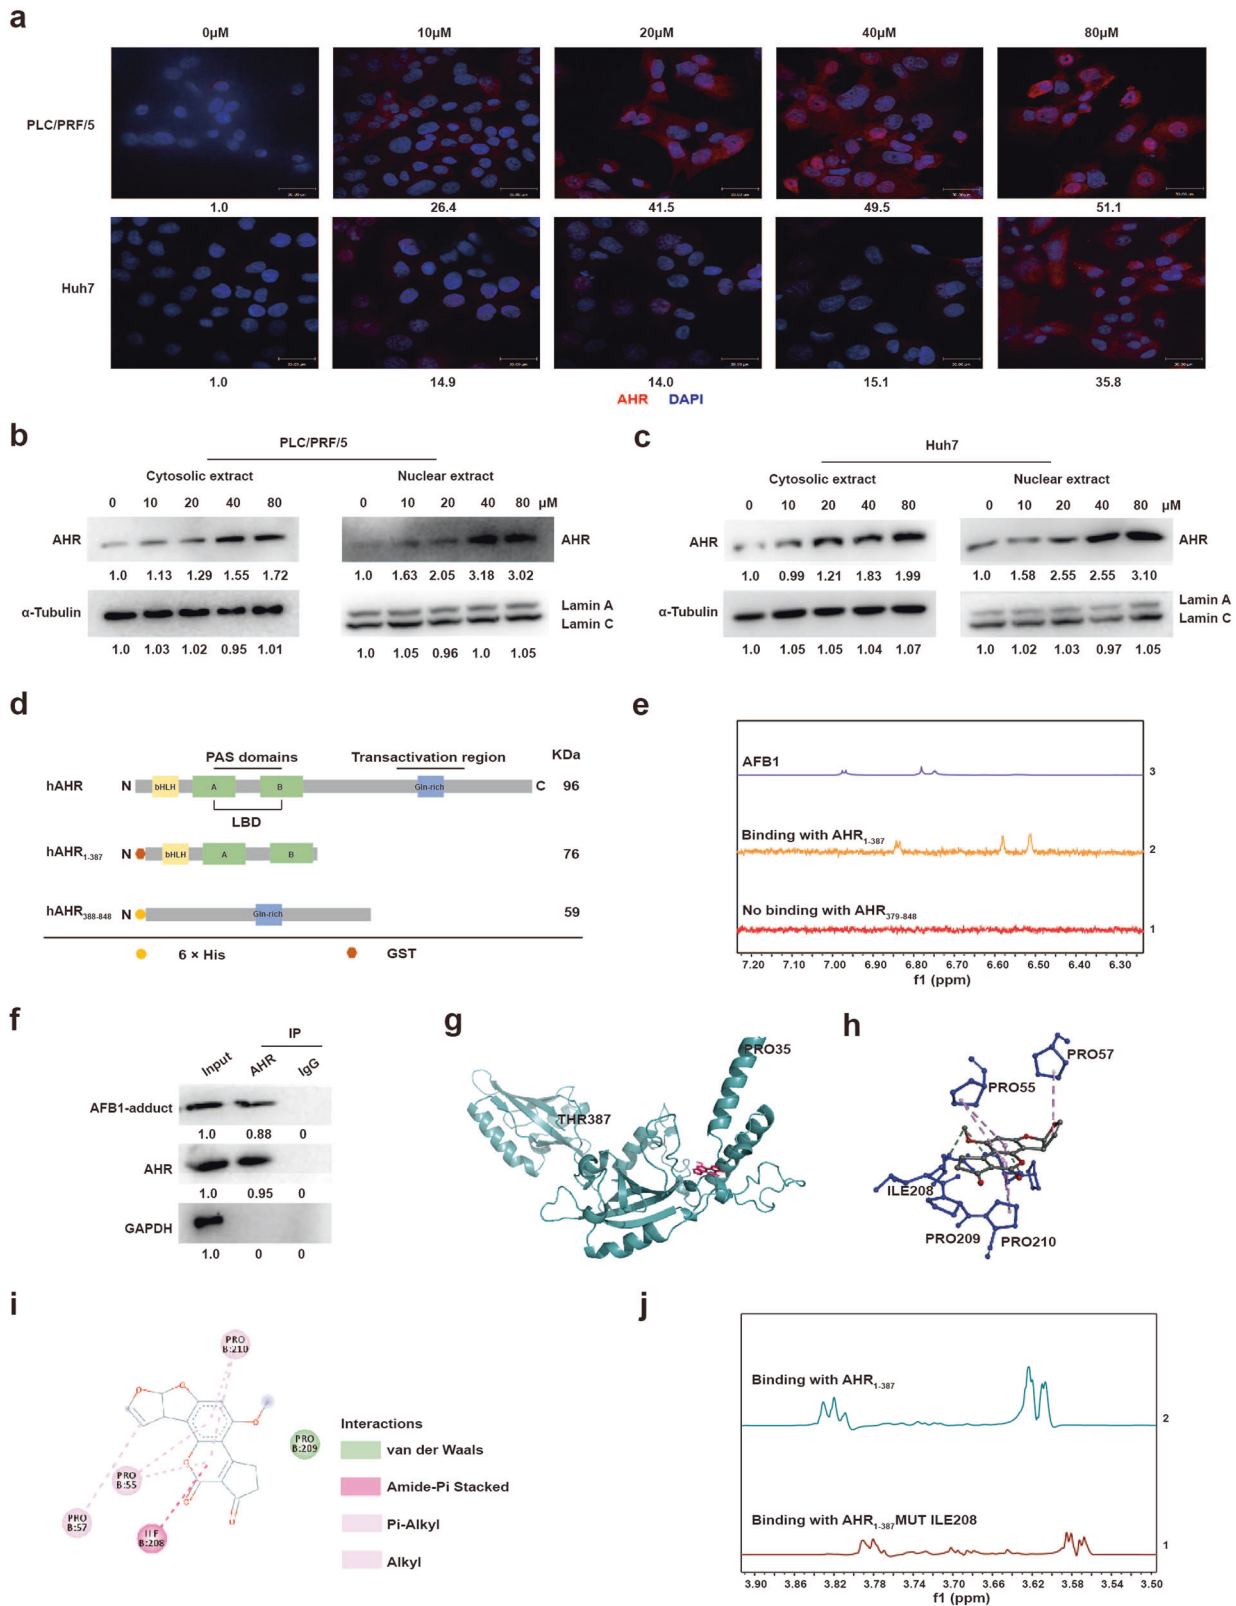 a
0μM 10μM 20μM 40μM 80μM
PLC/PRF/5
1.0 26.4 41.5 49.5 51.1
Huh7
1.0 14.9 14.0 15.1 35.8
AHR DAPI
b
PLC/PRF/5
Cytosolic extract Nuclear extract
0 10 20 40 80 0 10 20 40 80 μM
AHR AHR
1.0 1.13 1.29 1.55 1.72 1.0 1.63 2.05 3.18 3.02
α-Tubulin Lamin A
Lamin C
1.0 1.03 1.02 0.95 1.01 1.0 1.05 0.96 1.0 1.05
c
Huh7
Cytosolic extract Nuclear extract
0 10 20 40 80 0 10 20 40 80 μM
AHR AHR
1.0 0.99 1.21 1.83 1.99 1.0 1.58 2.55 2.55 3.10
α-Tubulin Lamin A
Lamin C
1.0 1.05 1.05 1.04 1.07 1.0 1.02 1.03 0.97 1.05
d
PAS domains Transactivation region KDa
hAHR N bHLH A B Gln-rich C 96
LBD
hAHR1-387 N bHLH A B 76
hAHR388-848 N Gln-rich 59
6 × His GST
e
AFB1 3
Binding with AHR1-387 2
No binding with AHR379-848 1
7.20 7.10 7.00 6.90 6.80 6.70 6.60 6.50 6.40 6.30
f1 (ppm)
f
IP
Input AHR IgG
AFB1-adduct
1.0 0.88 0
AHR
1.0 0.95 0
GAPDH
1.0 0 0
g
PRO35
THR387
h
PRO57
PRO55
ILE208
PRO209 PRO210
i
PRO
B:210
PRO
B:209
PRO
B:55
PRO
B:57
ILE
B:208
O O O O O O
Interactions
van der Waals
Amide-Pi Stacked
Pi-Alkyl
Alkyl
j
Binding with AHR1-387
2
Binding with AHR1-387MUT ILE208
1
3.90 3.86 3.82 3.78 3.74 3.70 3.66 3.62 3.58 3.54 3.50
f1 (ppm)